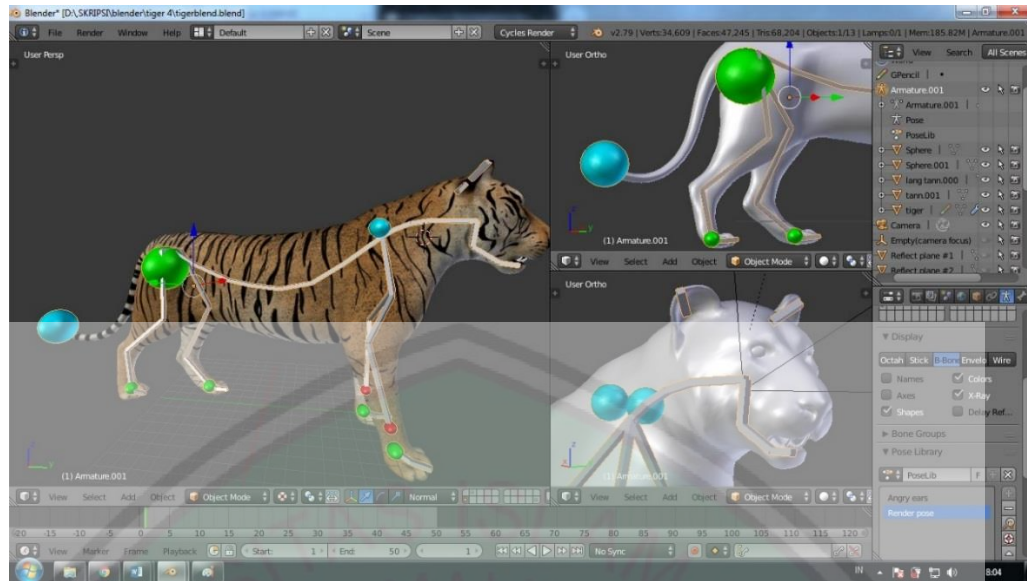 Blender* [D:\_SKRIPSI\blender\tiger 4\tigerblend.blend]
File Render Window Help Default Scene Cycles Render v2.79 | Verts:34,609 | Faces:47,245 | Tris:68,204 | Objects:1/13 | Lamps:0/1 | Mem:185.82M | Armature.001
User Persp
(1) Armature.001
View Select Add Object Object Mode Normal
User Ortho
(1) Armature.001
View Select Add Object Object Mode
User Ortho
(1) Armature.001
View Select Add Object Object Mode
View Search All Scenes
GPencil
Armature.001
Armature.001
Pose
PoseLib
Sphere
Sphere.001
lang tann.000
tann.001
tiger
Camera
Empty(camera focus)
Reflect plane #1
Reflect plane #2
Display
Octah Stick B-Bone Envelo Wire
Names Colors
Axes X-Ray
Shapes Delay Ref...
Bone Groups
Pose Library
PoseLib F
Angry ears
Render pose
-20 -15 -10 -5 0 5 10 15 20 25 30 35 40 45 50 55 60 65 70 75 80 85 90 95 100 105 110 115 120
View Marker Frame Playback Start: 1 End: 50 1 No Sync
IN 8:04